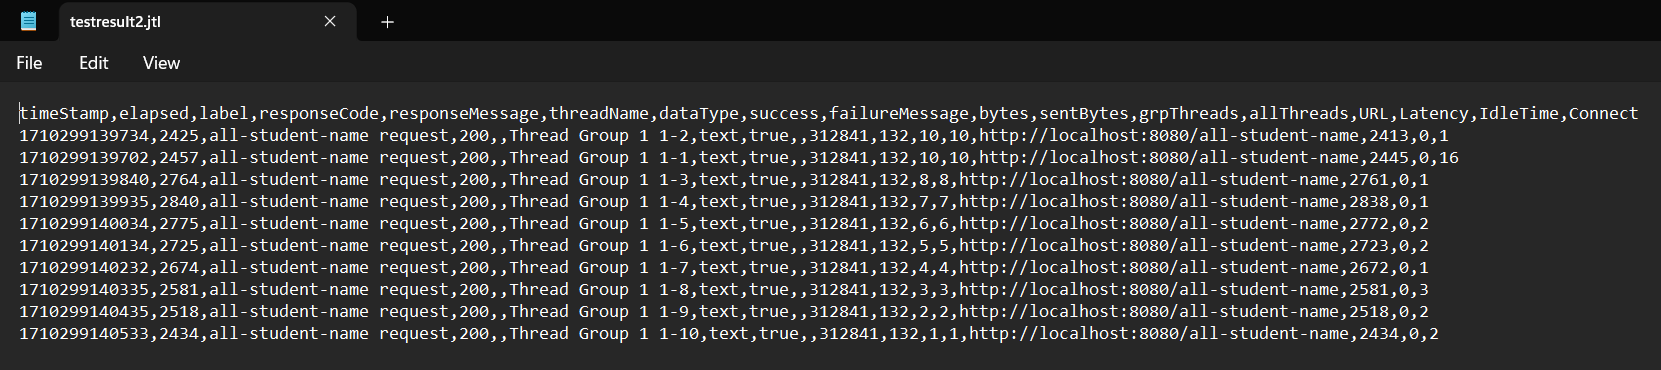 testresult2.jtl
File Edit View
timeStamp,elapsed,label,responseCode,responseMessage,threadName,dataType,success,failureMessage,bytes,sentBytes,grpThreads,allThreads,URL,Latency,IdleTime,Connect
1710299139734,2425,all-student-name request,200,,Thread Group 1 1-2,text,true,,312841,132,10,10,http://localhost:8080/all-student-name,2413,0,1
1710299139702,2457,all-student-name request,200,,Thread Group 1 1-1,text,true,,312841,132,10,10,http://localhost:8080/all-student-name,2445,0,16
1710299139840,2764,all-student-name request,200,,Thread Group 1 1-3,text,true,,312841,132,8,8,http://localhost:8080/all-student-name,2761,0,1
1710299139935,2840,all-student-name request,200,,Thread Group 1 1-4,text,true,,312841,132,7,7,http://localhost:8080/all-student-name,2838,0,1
1710299140034,2775,all-student-name request,200,,Thread Group 1 1-5,text,true,,312841,132,6,6,http://localhost:8080/all-student-name,2772,0,2
1710299140134,2725,all-student-name request,200,,Thread Group 1 1-6,text,true,,312841,132,5,5,http://localhost:8080/all-student-name,2723,0,2
1710299140232,2674,all-student-name request,200,,Thread Group 1 1-7,text,true,,312841,132,4,4,http://localhost:8080/all-student-name,2672,0,1
1710299140335,2581,all-student-name request,200,,Thread Group 1 1-8,text,true,,312841,132,3,3,http://localhost:8080/all-student-name,2581,0,3
1710299140435,2518,all-student-name request,200,,Thread Group 1 1-9,text,true,,312841,132,2,2,http://localhost:8080/all-student-name,2518,0,2
1710299140533,2434,all-student-name request,200,,Thread Group 1 1-10,text,true,,312841,132,1,1,http://localhost:8080/all-student-name,2434,0,2